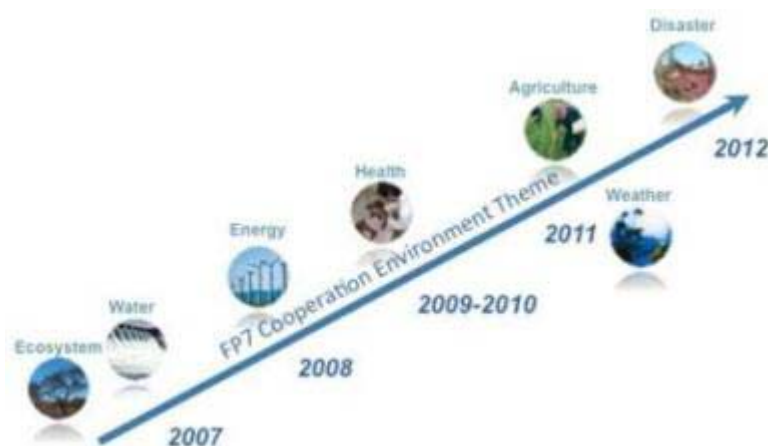 Disaster
Agriculture
2012
Health
Weather
Energy
2011
FP7 Cooperation Environment Theme
2009-2010
Water
Ecosystem
2008
2007